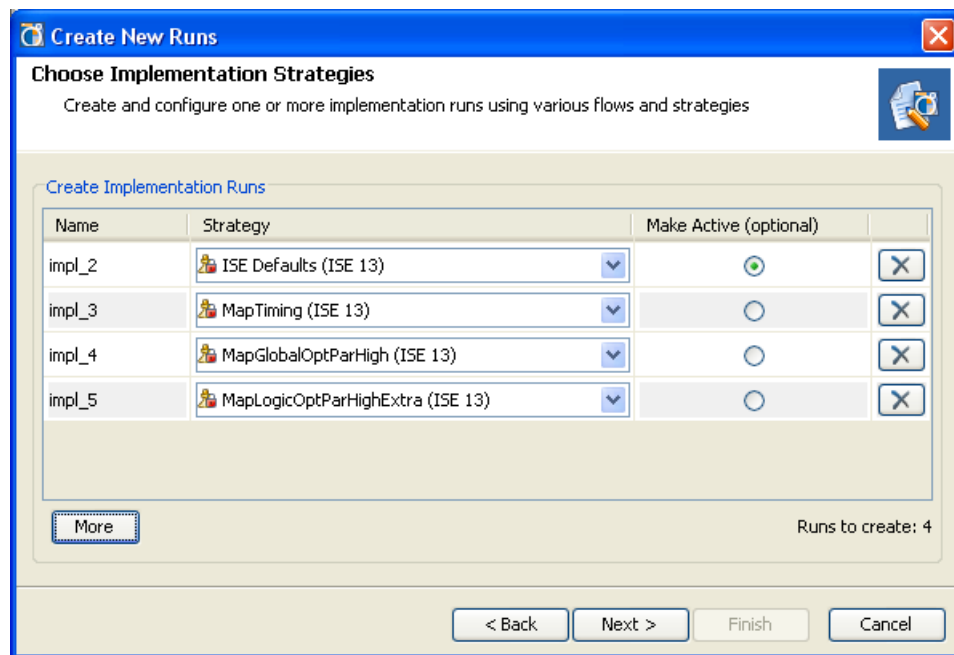 Create New Runs
Choose Implementation Strategies
Create and configure one or more implementation runs using various flows and strategies
Create Implementation Runs
Name Strategy Make Active (optional)
impl_2 ISE Defaults (ISE 13)
impl_3 MapTiming (ISE 13)
impl_4 MapGlobalOptParHigh (ISE 13)
impl_5 MapLogicOptParHighExtra (ISE 13)
More Runs to create: 4
< Back Next > Finish Cancel